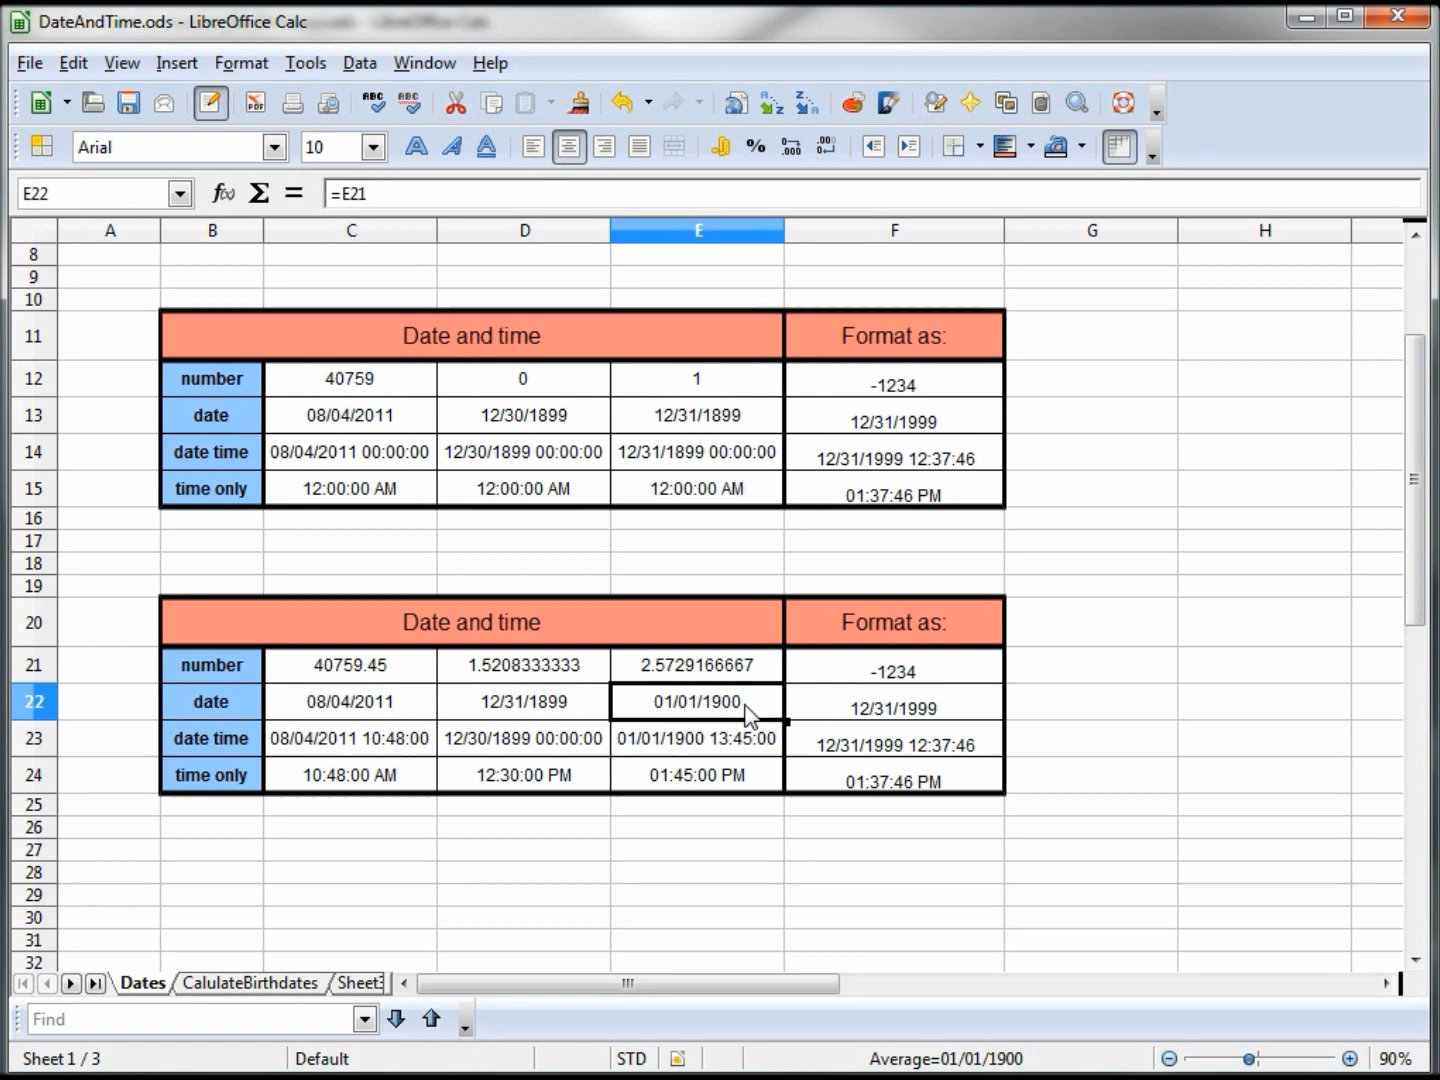 DateAndTime.ods - LibreOffice Calc
File Edit View Insert Format Tools Data Window Help
Arial 10
E22 =E21
A B C D E F G H
8
9
10
11 Date and time Format as:
12 number 40759 0 1 -1234
13 date 08/04/2011 12/30/1899 12/31/1899 12/31/1999
14 date time 08/04/2011 00:00:00 12/30/1899 00:00:00 12/31/1899 00:00:00 12/31/1999 12:37:46
15 time only 12:00:00 AM 12:00:00 AM 12:00:00 AM 01:37:46 PM
16
17
18
19
20 Date and time Format as:
21 number 40759.45 1.5208333333 2.5729166667 -1234
22 date 08/04/2011 12/31/1899 01/01/1900 12/31/1999
23 date time 08/04/2011 10:48:00 12/30/1899 00:00:00 01/01/1900 13:45:00 12/31/1999 12:37:46
24 time only 10:48:00 AM 12:30:00 PM 01:45:00 PM 01:37:46 PM
25
26
27
28
29
30
31
32
Dates CalulateBirthdates Sheet3
Find
Sheet 1 / 3 Default STD Average=01/01/1900 90%